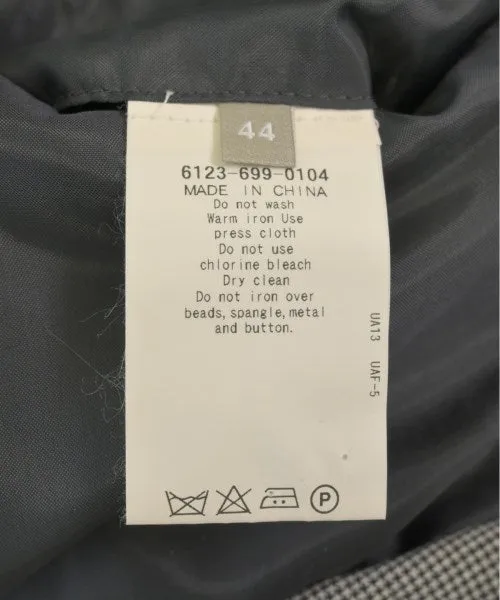 44
6123-699-0104
MADE IN CHINA
Do not wash
Warm iron Use
press cloth
Do not use
chlorine bleach
Dry clean
Do not iron over
beads, spangle, metal
and button.
UA13 UAF-5
P